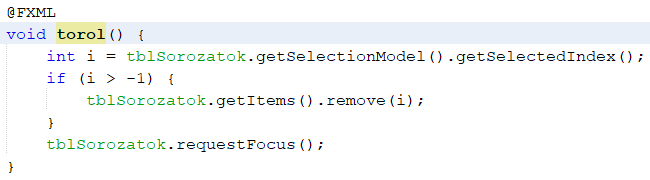 @FXML
void torol() {
    int i = tblSorozatok.getSelectionModel().getSelectedIndex();
    if (i > -1) {
        tblSorozatok.getItems().remove(i);
    }
    tblSorozatok.requestFocus();
}